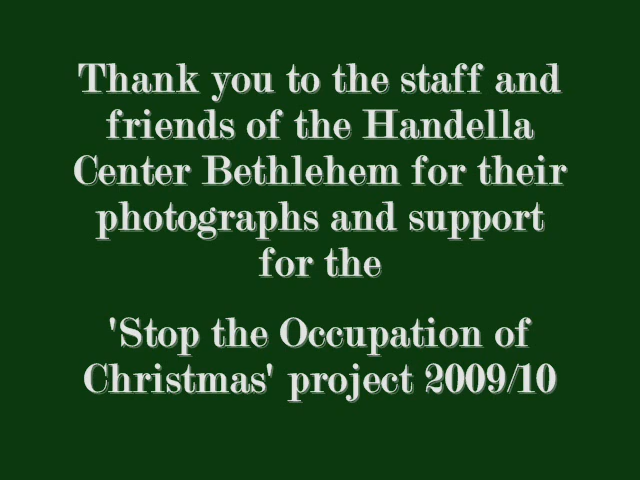 Thank you to the staff and
friends of the Handella
Center Bethlehem for their
photographs and support
for the
'Stop the Occupation of
Christmas' project 2009/10